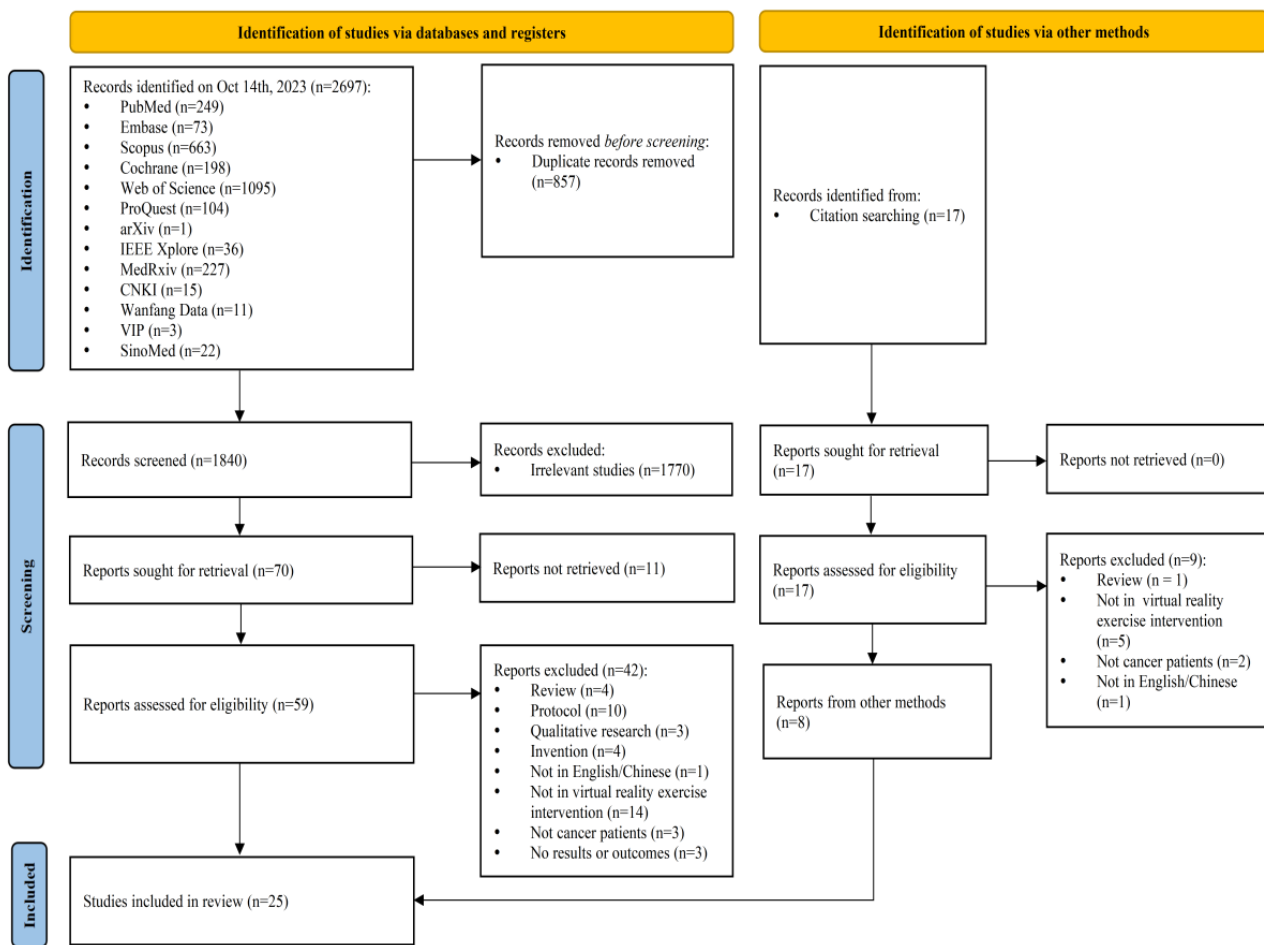 Identification of studies via databases and registers
Identification of studies via other methods
Identification
Records identified on Oct 14th, 2023 (n=2697):
• PubMed (n=249)
• Embase (n=73)
• Scopus (n=663)
• Cochrane (n=198)
• Web of Science (n=1095)
• ProQuest (n=104)
• arXiv (n=1)
• IEEE Xplore (n=36)
• MedRxiv (n=227)
• CNKI (n=15)
• Wanfang Data (n=11)
• VIP (n=3)
• SinoMed (n=22)
Records removed before screening:
• Duplicate records removed
(n=857)
Records identified from:
• Citation searching (n=17)
Screening
Records screened (n=1840)
Records excluded:
• Irrelevant studies (n=1770)
Reports sought for retrieval
(n=17)
Reports not retrieved (n=0)
Reports sought for retrieval (n=70)
Reports not retrieved (n=11)
Reports assessed for eligibility
(n=17)
Reports excluded (n=9):
• Review (n = 1)
• Not in virtual reality
exercise intervention
(n=5)
• Not cancer patients (n=2)
• Not in English/Chinese
(n=1)
Reports assessed for eligibility (n=59)
Reports excluded (n=42):
• Review (n=4)
• Protocol (n=10)
• Qualitative research (n=3)
• Invention (n=4)
• Not in English/Chinese (n=1)
• Not in virtual reality exercise
intervention (n=14)
• Not cancer patients (n=3)
• No results or outcomes (n=3)
Reports from other methods
(n=8)
Included
Studies included in review (n=25)